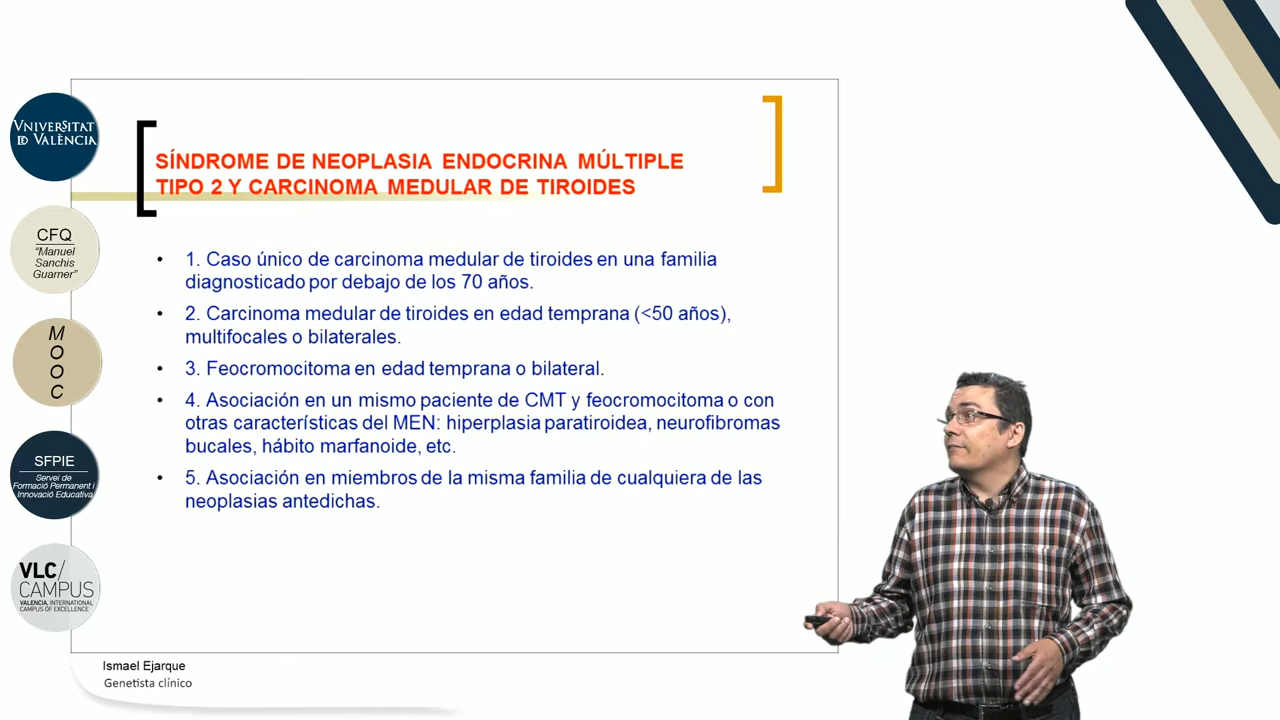 VNIVERSITAT
ID VALÈNCIA
CFQ
“Manuel
Sanchis
Guarner”
M
O
O
C
SFPIE
Servei de
Formació Permanent i
Innovació Educativa
VLC/
CAMPUS
VALENCIA, INTERNATIONAL
CAMPUS OF EXCELLENCE
SÍNDROME DE NEOPLASIA ENDOCRINA MÚLTIPLE
TIPO 2 Y CARCINOMA MEDULAR DE TIROIDES
• 1. Caso único de carcinoma medular de tiroides en una familia
diagnosticado por debajo de los 70 años.
• 2. Carcinoma medular de tiroides en edad temprana (<50 años),
multifocales o bilaterales.
• 3. Feocromocitoma en edad temprana o bilateral.
• 4. Asociación en un mismo paciente de CMT y feocromocitoma o con
otras características del MEN: hiperplasia paratiroidea, neurofibromas
bucales, hábito marfanoide, etc.
• 5. Asociación en miembros de la misma familia de cualquiera de las
neoplasias antedichas.
Ismael Ejarque
Genetista clínico